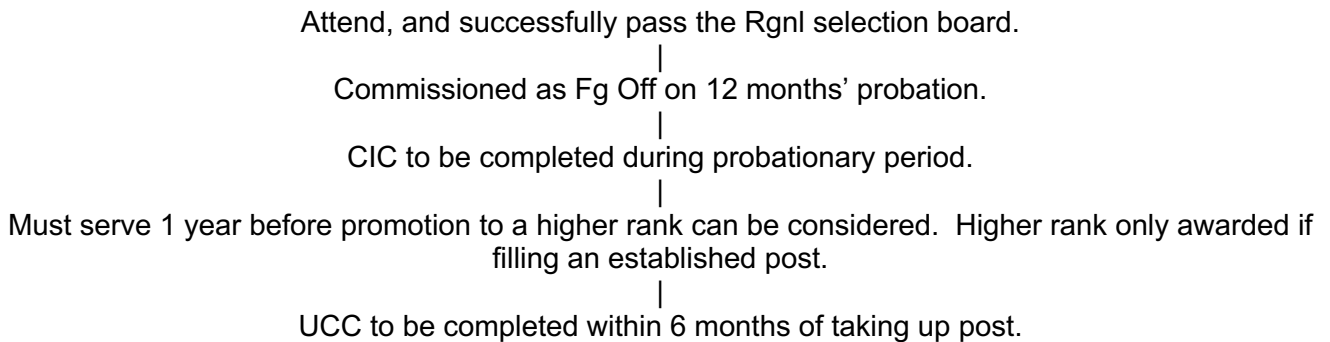 Attend, and successfully pass the Rgnl selection board.
|
Commissioned as Fg Off on 12 months’ probation.
|
CIC to be completed during probationary period.
|
Must serve 1 year before promotion to a higher rank can be considered.  Higher rank only awarded if
filling an established post.
|
UCC to be completed within 6 months of taking up post.